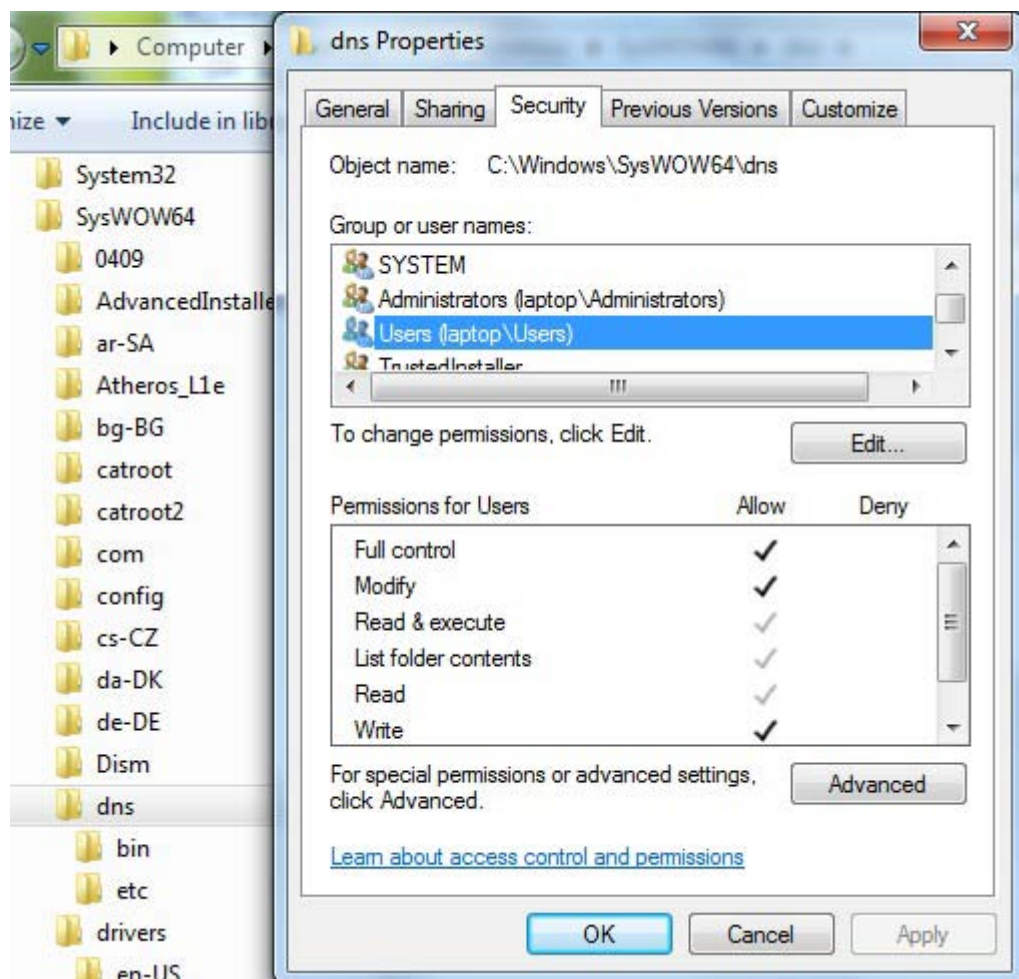 Computer
dns Properties
Include in lib
System32
SysWOW64
0409
AdvancedInstalle
ar-SA
Atheros_L1e
bg-BG
catroot
catroot2
com
config
cs-CZ
da-DK
de-DE
Dism
dns
bin
etc
drivers
en-US
General Sharing Security Previous Versions Customize
Object name: C:\Windows\SysWOW64\dns
Group or user names:
SYSTEM
Administrators (laptop\Administrators)
Users (laptop\Users)
TrustedInstaller
To change permissions, click Edit.
Edit...
Permissions for Users Allow Deny
Full control
Modify
Read & execute
List folder contents
Read
Write
For special permissions or advanced settings,
click Advanced.
Advanced
Learn about access control and permissions
OK Cancel Apply